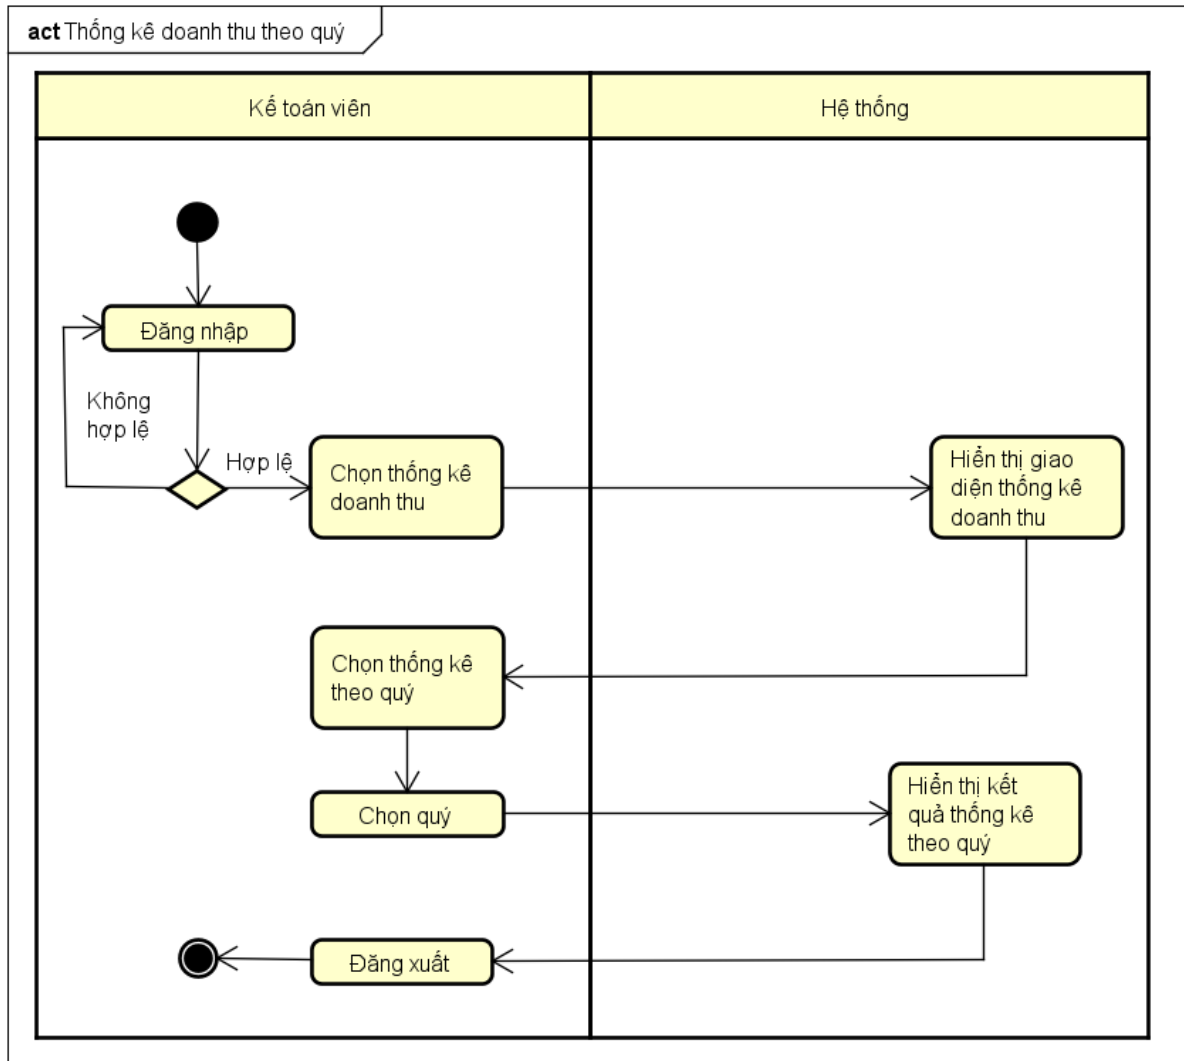 act Thống kê doanh thu theo quý
Kế toán viên
Hệ thống
Đăng nhập
Không
hợp lệ
Hợp lệ
Chọn thống kê
doanh thu
Hiển thị giao
diện thống kê
doanh thu
Chọn thống kê
theo quý
Chọn quý
Hiển thị kết
quả thống kê
theo quý
Đăng xuất